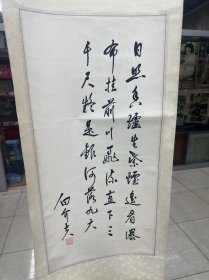 日照香爐生紫煙遙看瀑
布挂前川飛流直下三
千尺疑是銀河落九天